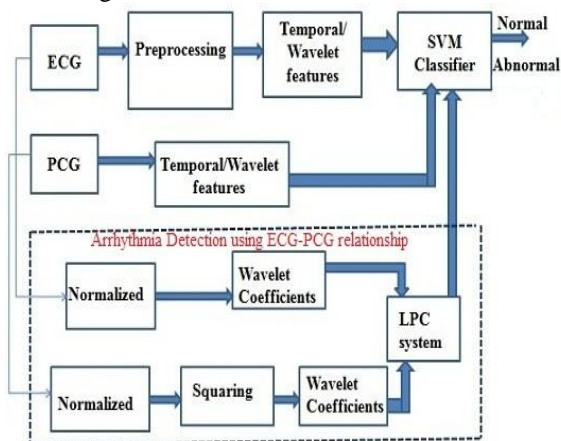 ECG
Preprocessing
Temporal/
Wavelet
features
SVM
Classifier
Normal
Abnormal
PCG
Temporal/Wavelet
features
Arrhythmia Detection using ECG-PCG relationship
Normalized
Wavelet
Coefficients
LPC
system
Normalized
Squaring
Wavelet
Coefficients